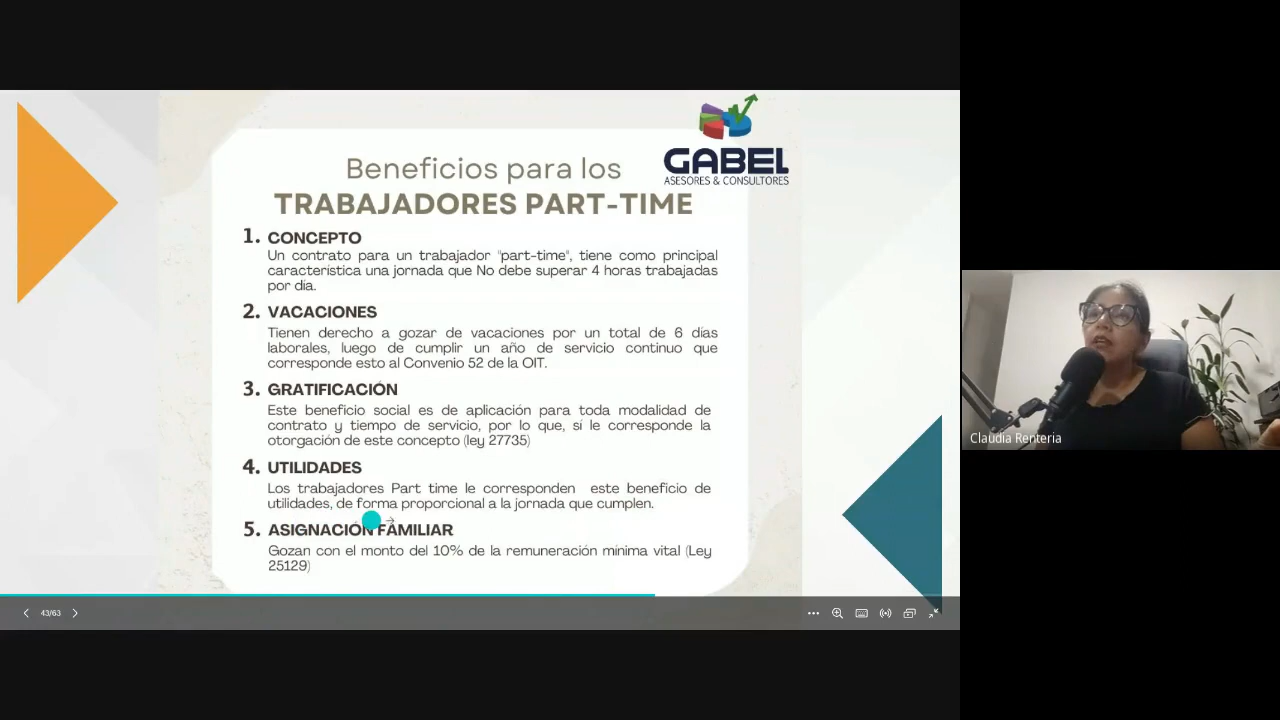 GABEL
ASESORES & CONSULTORES
Beneficios para los
TRABAJADORES PART-TIME
1. CONCEPTO
Un contrato para un trabajador "part-time", tiene como principal
característica una jornada que No debe superar 4 horas trabajadas
por día.
2. VACACIONES
Tienen derecho a gozar de vacaciones por un total de 6 días
laborales, luego de cumplir un año de servicio continuo que
corresponde esto al Convenio 52 de la OIT.
3. GRATIFICACIÓN
Este beneficio social es de aplicación para toda modalidad de
contrato y tiempo de servicio, por lo que, sí le corresponde la
otorgación de este concepto (ley 27735)
4. UTILIDADES
Los trabajadores Part time le corresponden este beneficio de
utilidades, de forma proporcional a la jornada que cumplen.
5. ASIGNACIÓN FAMILIAR
Gozan con el monto del 10% de la remuneración mínima vital (Ley
25129)
43/63
Claudia Renteria